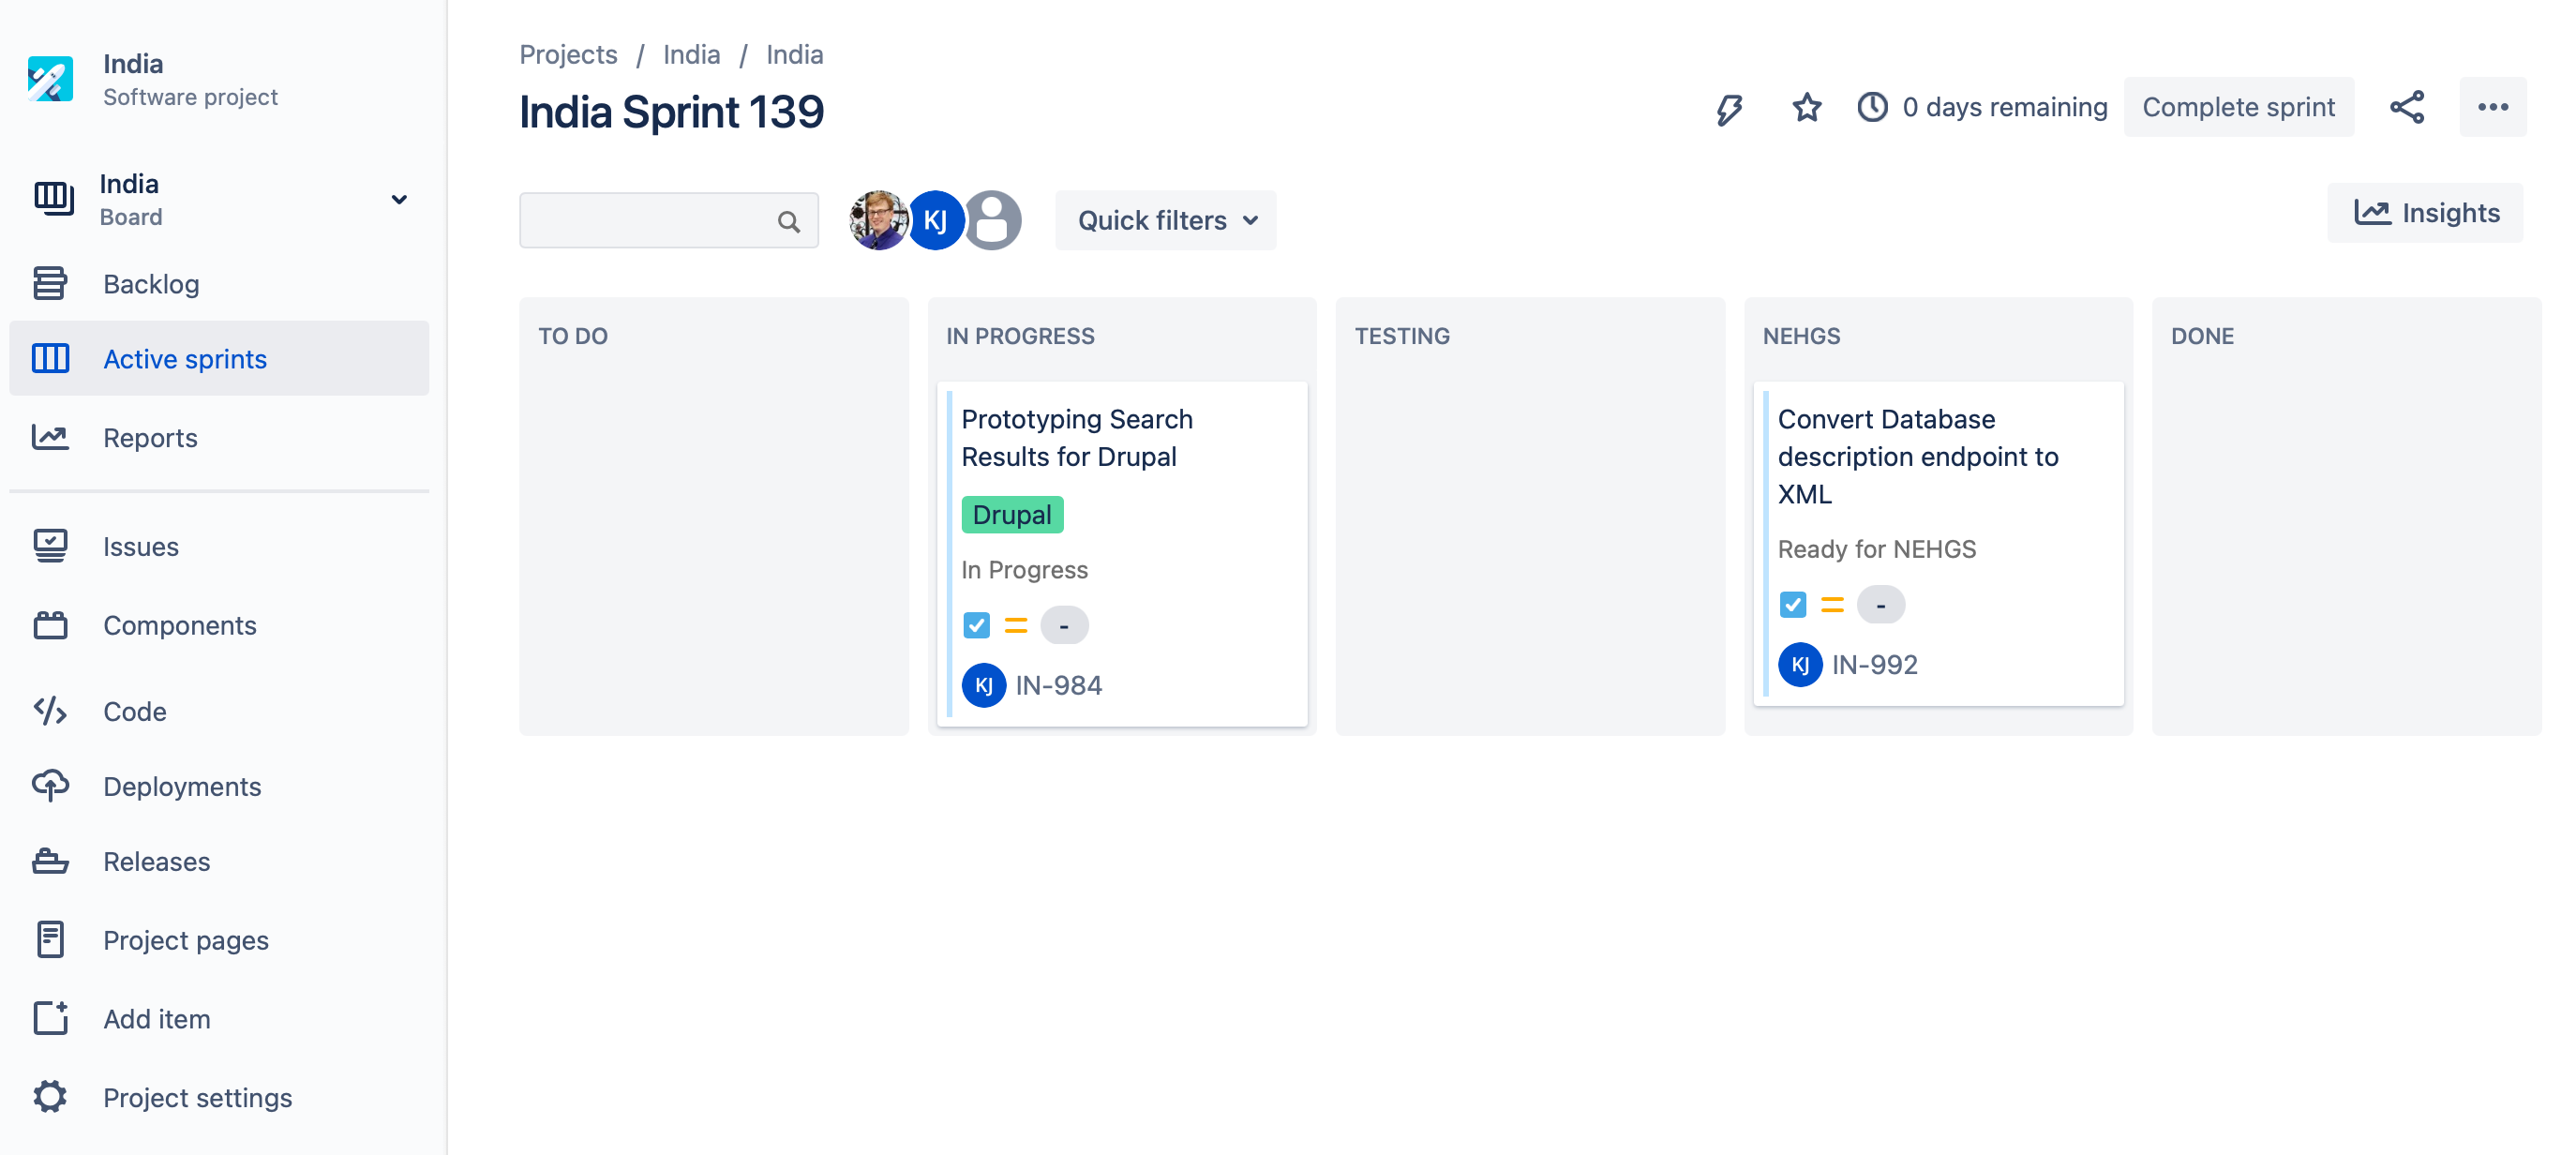 India
Software project
India
Board
Backlog
Active sprints
Reports
Issues
Components
Code
Deployments
Releases
Project pages
Add item
Project settings
Projects / India / India
India Sprint 139
0 days remaining
Complete sprint
KJ
Quick filters
Insights
TO DO
IN PROGRESS
Prototyping Search
Results for Drupal
Drupal
In Progress
-
KJ IN-984
TESTING
NEHGS
Convert Database
description endpoint to
XML
Ready for NEHGS
-
KJ IN-992
DONE